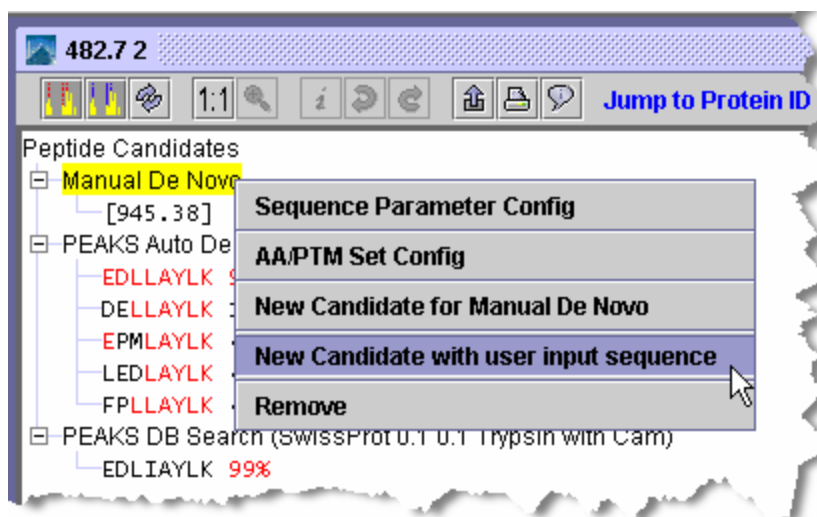 482.7 2
1:1 i Jump to Protein ID
Peptide Candidates
Manual De Novo
[945.38]
Sequence Parameter Config
PEAKS Auto De
AA/PTM Set Config
EDLLAYLK
DELLAYLK
New Candidate for Manual De Novo
EPMLAYLK
New Candidate with user input sequence
LEDLAYLK
FPLLAYLK
Remove
PEAKS DB Search (SwissProt 0.1 0.1 Trypsin with Cam)
EDLIAYLK 99%